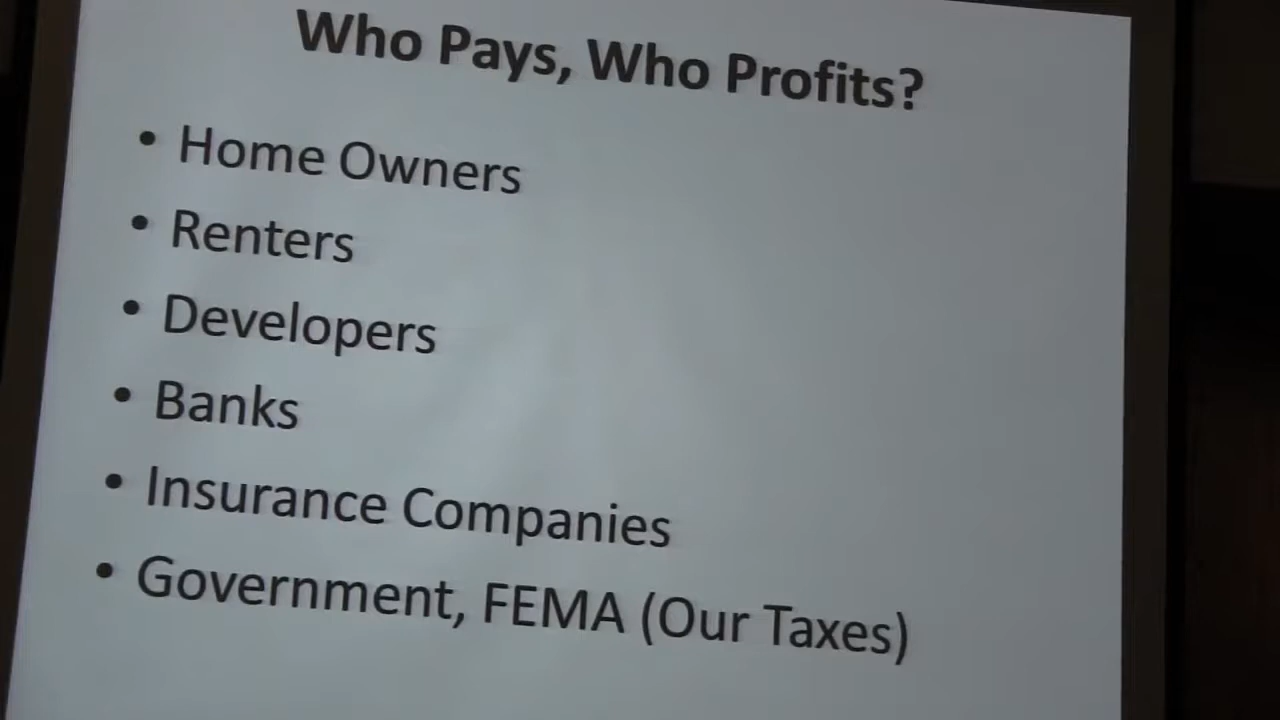 Who Pays, Who Profits?
• Home Owners
• Renters
• Developers
• Banks
• Insurance Companies
• Government, FEMA (Our Taxes)